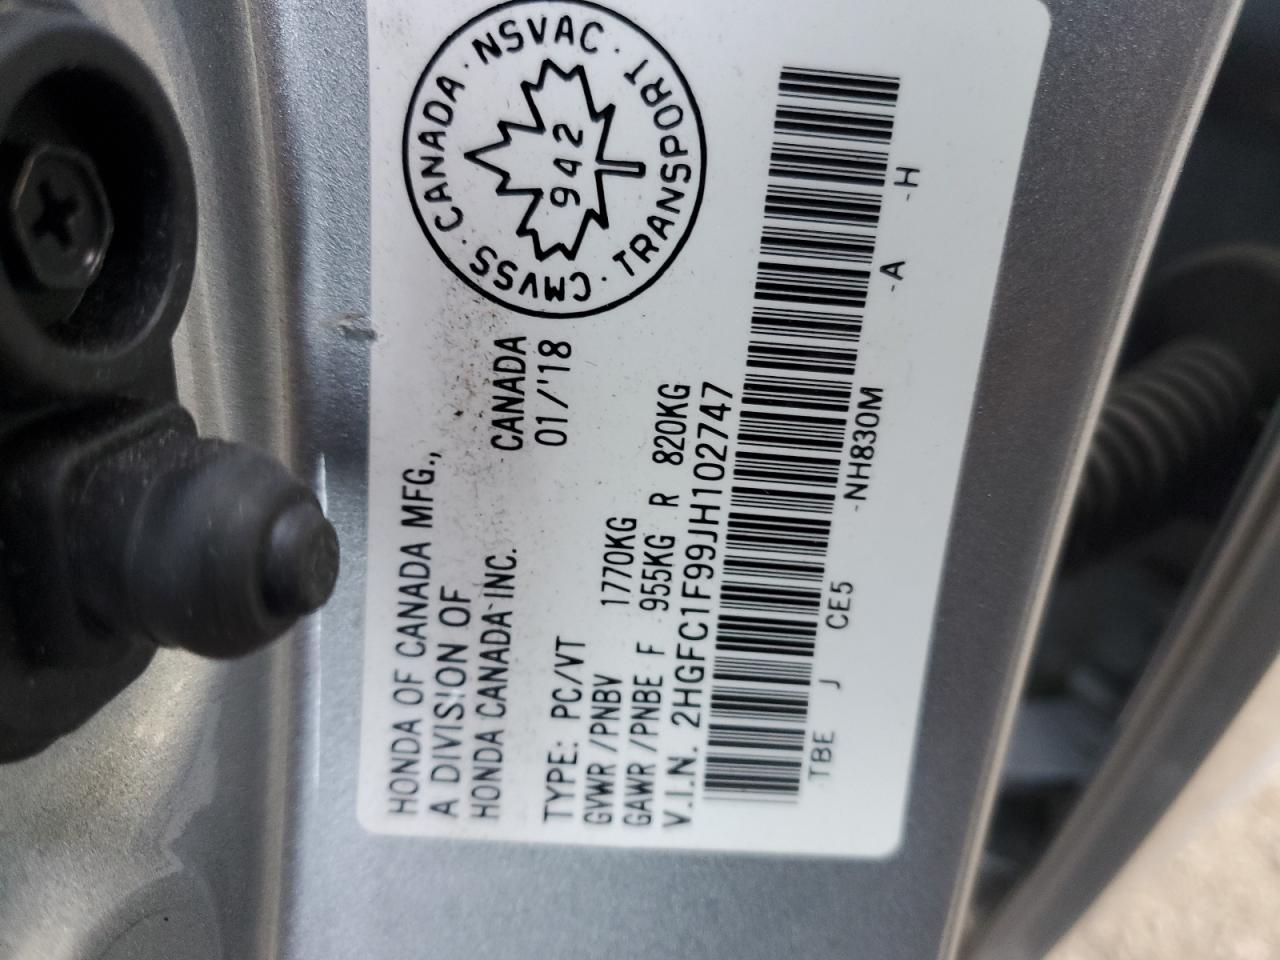 HONDA OF CANADA MFG.,
A DIVISION OF
HONDA CANADA INC.
CANADA
01/'18
CMVSS · CANADA · NSVAC · TRANSPORT ·
942
TYPE: PC/VT
GVWR/PNBV 1770KG
GAWR/PNBE F 955KG R 820KG
V.I.N. 2HGFC1F99JH102747
TBE J CE5 -NH830M -A -H